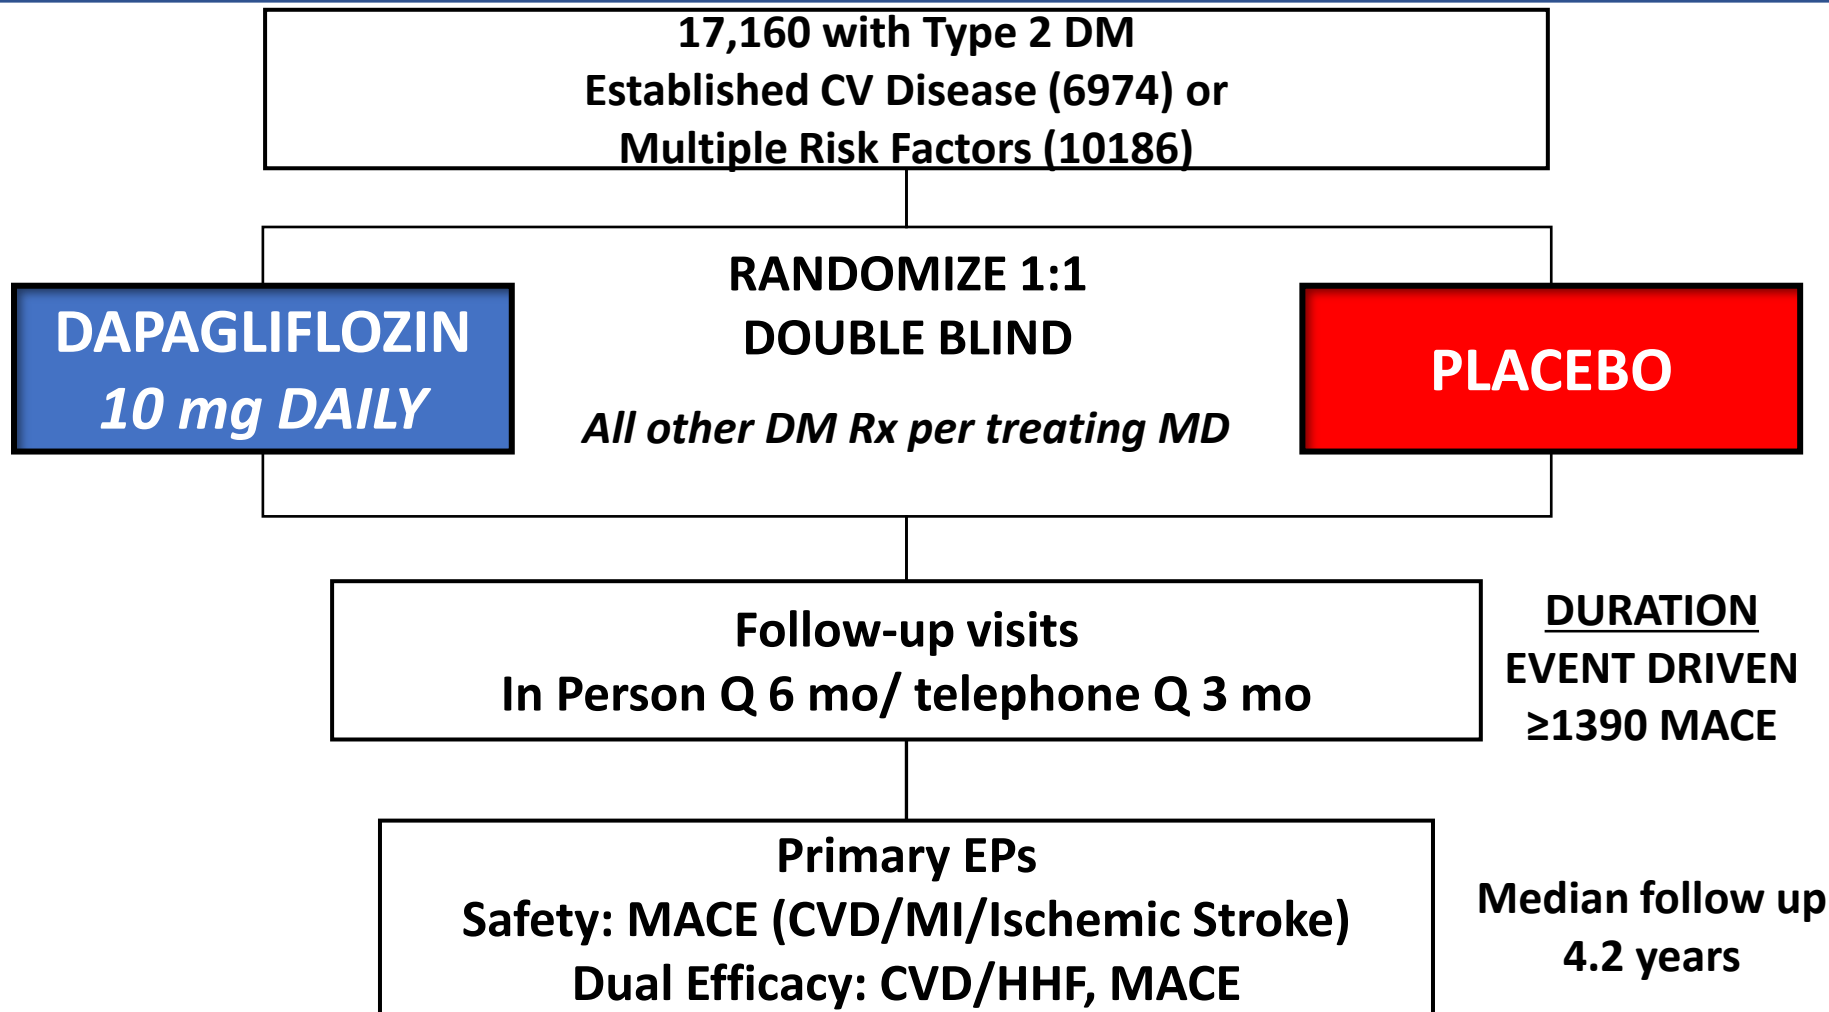 17,160 with Type 2 DM
Established CV Disease (6974) or
Multiple Risk Factors (10186)
RANDOMIZE 1:1
DOUBLE BLIND
All other DM Rx per treating MD
DAPAGLIFLOZIN
10 mg DAILY
PLACEBO
Follow-up visits
In Person Q 6 mo/ telephone Q 3 mo
DURATION
EVENT DRIVEN
≥1390 MACE
Primary EPs
Safety: MACE (CVD/MI/Ischemic Stroke)
Dual Efficacy: CVD/HHF, MACE
Median follow up
4.2 years